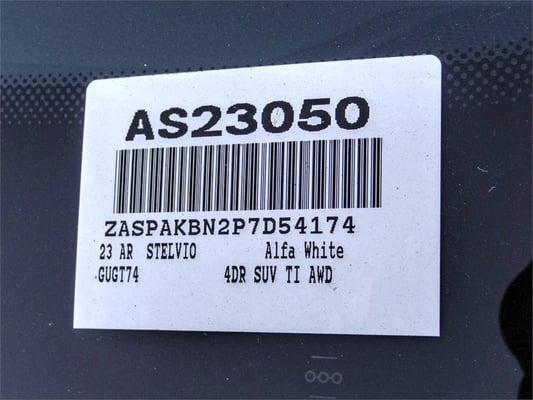 AS23050
ZASPAKBN2P7D54174
23 AR STELVIO Alfa White
GUGT74 4DR SUV TI AWD